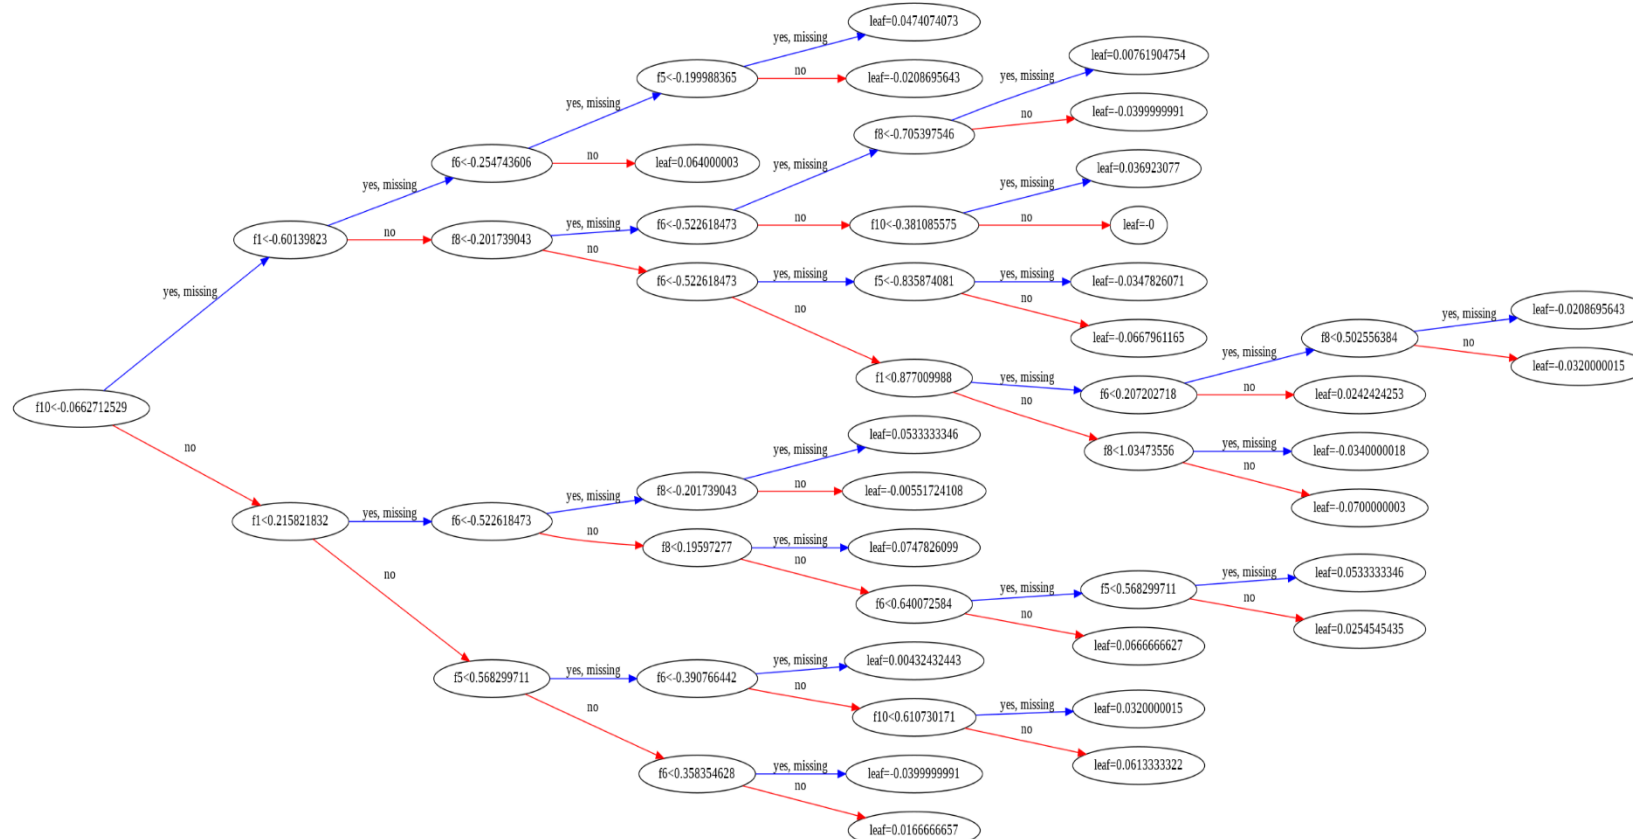 leaf=0.0474074073
yes, missing
f5<-0.199988365
no
leaf=-0.0208695643
yes, missing
leaf=0.00761904754
yes, missing
f8<-0.705397546
no
leaf=-0.0399999991
f6<-0.254743606
no
leaf=0.064000003
yes, missing
leaf=0.036923077
yes, missing
yes, missing
f1<-0.60139823
no
f8<-0.201739043
yes, missing
f6<-0.522618473
no
f10<-0.381085575
no
leaf=-0
no
f6<-0.522618473
yes, missing
f5<-0.835874081
yes, missing
leaf=-0.0347826071
yes, missing
no
leaf=-0.0667961165
no
f8<0.502556384
yes, missing
leaf=-0.0208695643
no
leaf=-0.0320000015
f1<0.877009988
yes, missing
f6<0.207202718
yes, missing
no
leaf=0.0242424253
f10<-0.0662712529
no
f8<1.03473556
yes, missing
leaf=-0.0340000018
no
leaf=-0.0700000003
no
leaf=0.0533333346
yes, missing
f8<-0.201739043
no
leaf=-0.00551724108
f1<0.215821832
yes, missing
f6<-0.522618473
yes, missing
no
f8<0.19597277
yes, missing
leaf=0.0747826099
no
f6<0.640072584
yes, missing
f5<0.568299711
yes, missing
leaf=0.0533333346
no
leaf=0.0254545435
no
leaf=0.0666666627
no
f5<0.568299711
yes, missing
f6<-0.390766442
yes, missing
leaf=0.00432432443
no
f10<0.610730171
yes, missing
leaf=0.0320000015
no
leaf=0.0613333322
no
f6<0.358354628
yes, missing
leaf=-0.0399999991
no
leaf=0.0166666657